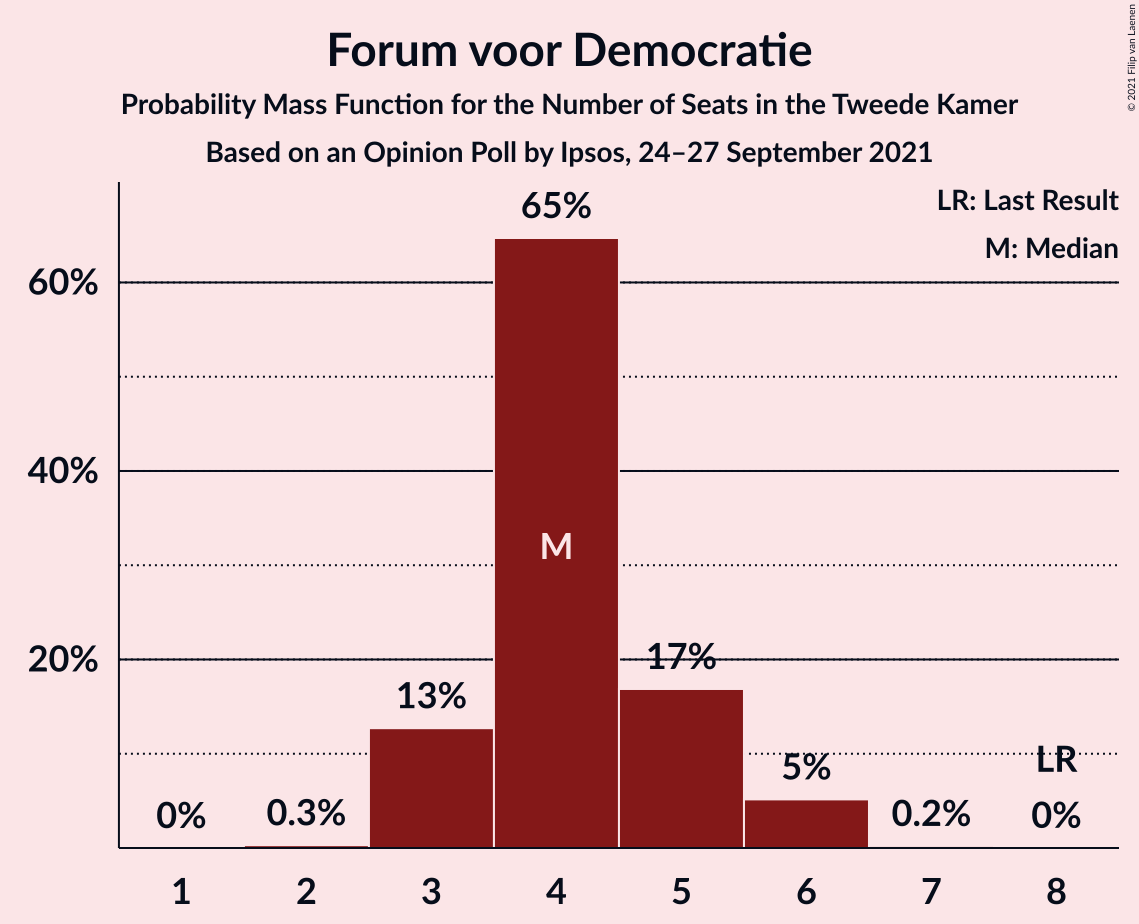 Forum voor Democratie
Probability Mass Function for the Number of Seats in the Tweede Kamer
Based on an Opinion Poll by Ipsos, 24–27 September 2021
© 2021 Filip van Laenen
LR: Last Result
M: Median
65%
60%
40%
M
20%
17%
13%
5%
LR
0%
0.3%
0.2%
0%
1 2 3 4 5 6 7 8